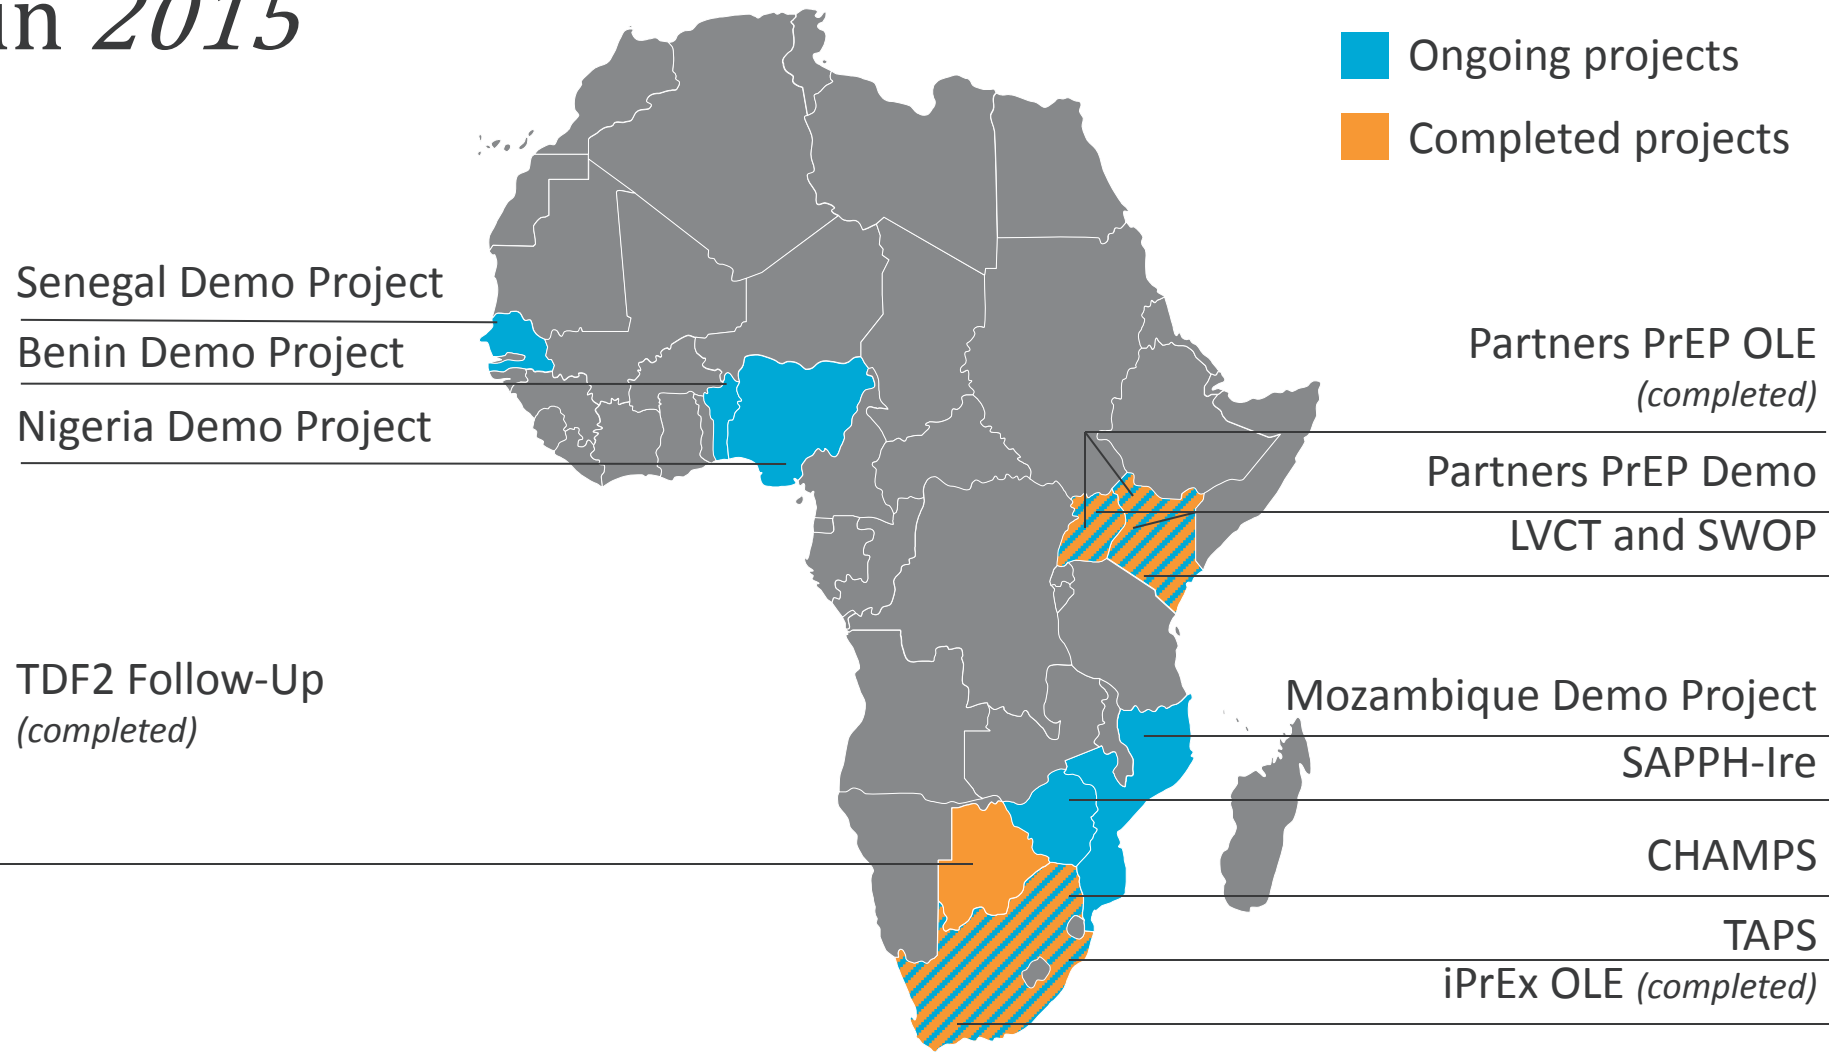 in 2015
Ongoing projects
Completed projects
Senegal Demo Project
Benin Demo Project
Nigeria Demo Project
TDF2 Follow-Up
(completed)
Partners PrEP OLE
(completed)
Partners PrEP Demo
LVCT and SWOP
Mozambique Demo Project
SAPPH-Ire
CHAMPS
TAPS
iPrEx OLE (completed)